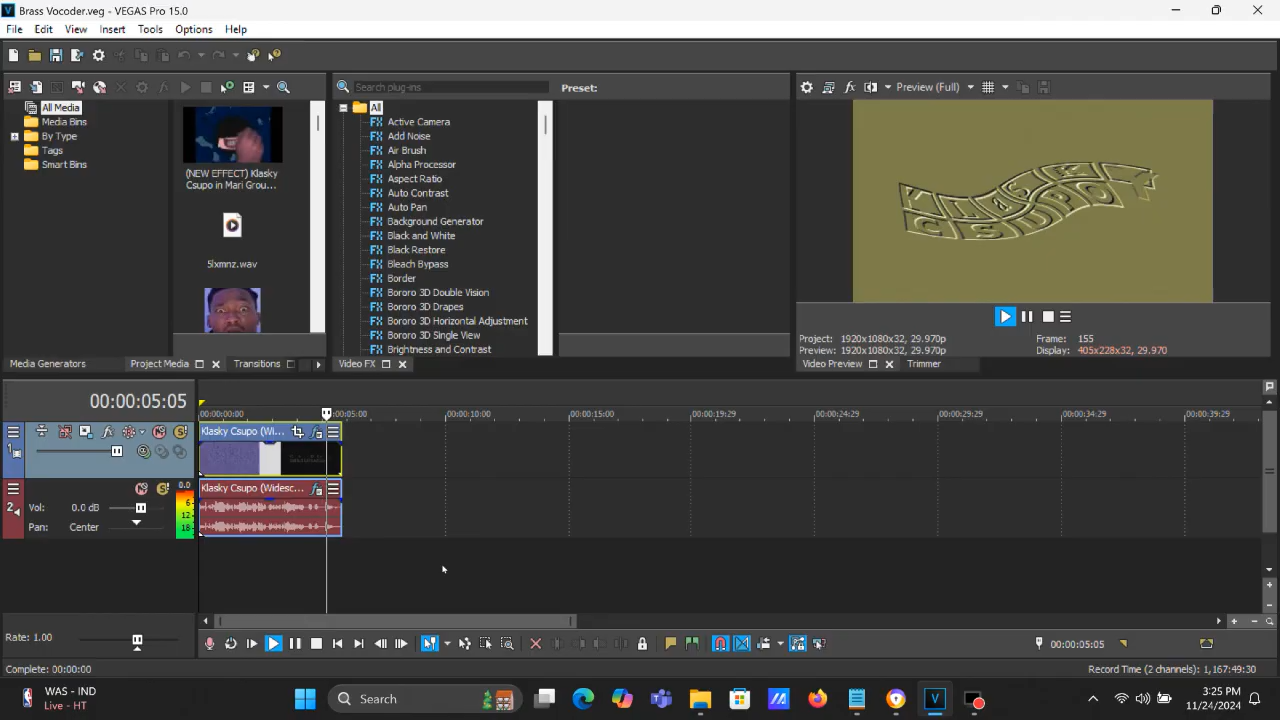 Brass Vocoder.veg - VEGAS Pro 15.0
File Edit View Insert Tools Options Help
Search plug-ins
Preset:
Preview (Full)
All Media
Media Bins
By Type
Tags
Smart Bins
(NEW EFFECT) Klasky
Csupo in Mari Grou...
5lxmnz.wav
All
Active Camera
Add Noise
Air Brush
Alpha Processor
Aspect Ratio
Auto Contrast
Auto Pan
Background Generator
Black and White
Black Restore
Bleach Bypass
Border
Bororo 3D Double Vision
Bororo 3D Drapes
Bororo 3D Horizontal Adjustment
Bororo 3D Single View
Brightness and Contrast
KLASKY
CSUPO
Project: 1920x1080x32, 29.970p
Preview: 1920x1080x32, 29.970p
Frame: 155
Display: 405x228x32, 29.970
Media Generators
Project Media
Transitions
Video FX
Video Preview
Trimmer
00:00:05:05
00:00:00:00
00:00:05:00
00:00:10:00
00:00:15:00
00:00:19:29
00:00:24:29
00:00:29:29
00:00:34:29
00:00:39:29
1
Klasky Csupo (Wi...
2
Klasky Csupo (Widesc...
0.0
6
12
18
Vol: 0.0 dB
Pan: Center
Rate: 1.00
00:00:05:05
Complete: 00:00:00
Record Time (2 channels): 1,167:49:30
WAS - IND
Live - HT
Search
3:25 PM
11/24/2024